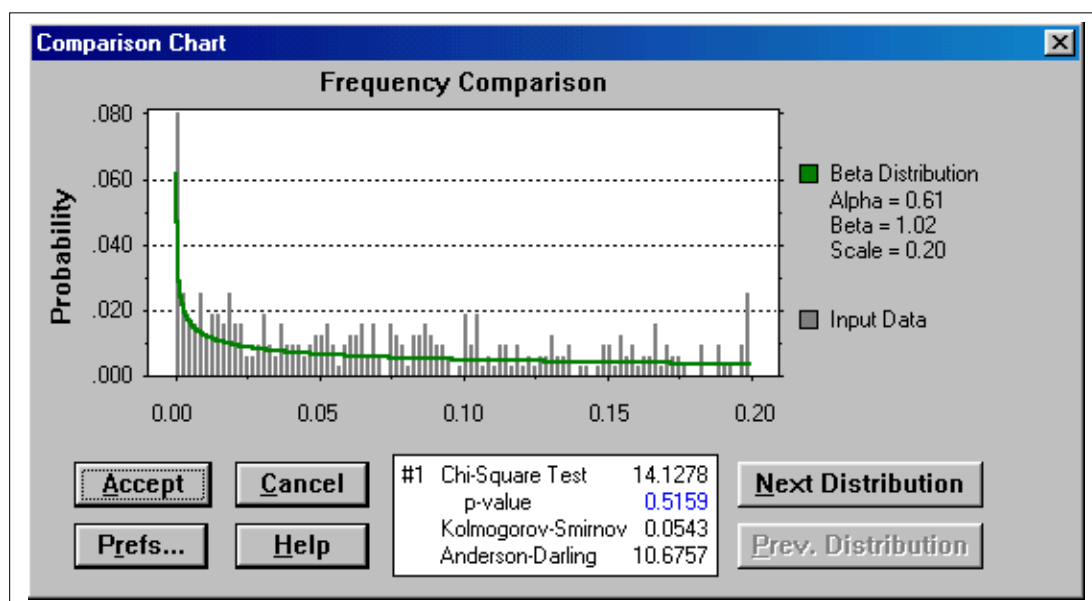 Comparison Chart
Frequency Comparison
Probability
.080
.060
.040
.020
.000
0.00 0.05 0.10 0.15 0.20
Beta Distribution
Alpha = 0.61
Beta = 1.02
Scale = 0.20
Input Data
Accept
Cancel
Prefs...
Help
#1 Chi-Square Test 14.1278
p-value 0.5159
Kolmogorov-Smirnov 0.0543
Anderson-Darling 10.6757
Next Distribution
Prev. Distribution